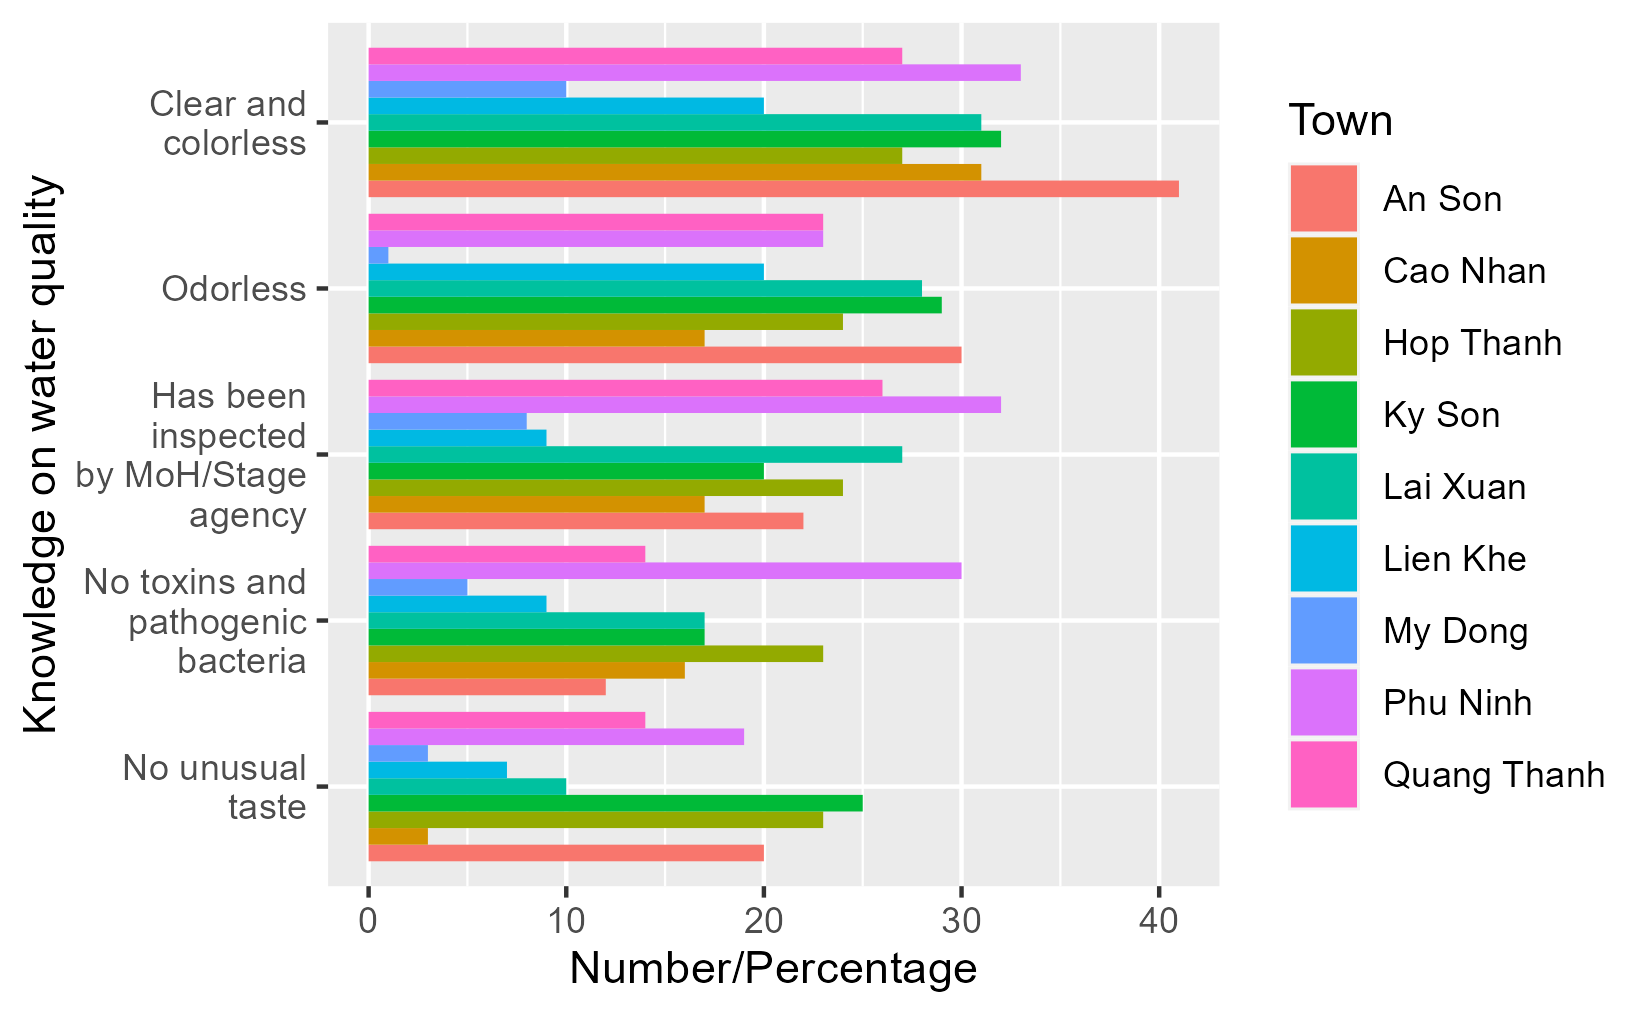 Knowledge on water quality
Clear and
colorless
Odorless
Has been
inspected
by MoH/Stage
agency
No toxins and
pathogenic
bacteria
No unusual
taste
0 10 20 30 40
Number/Percentage
Town
An Son
Cao Nhan
Hop Thanh
Ky Son
Lai Xuan
Lien Khe
My Dong
Phu Ninh
Quang Thanh